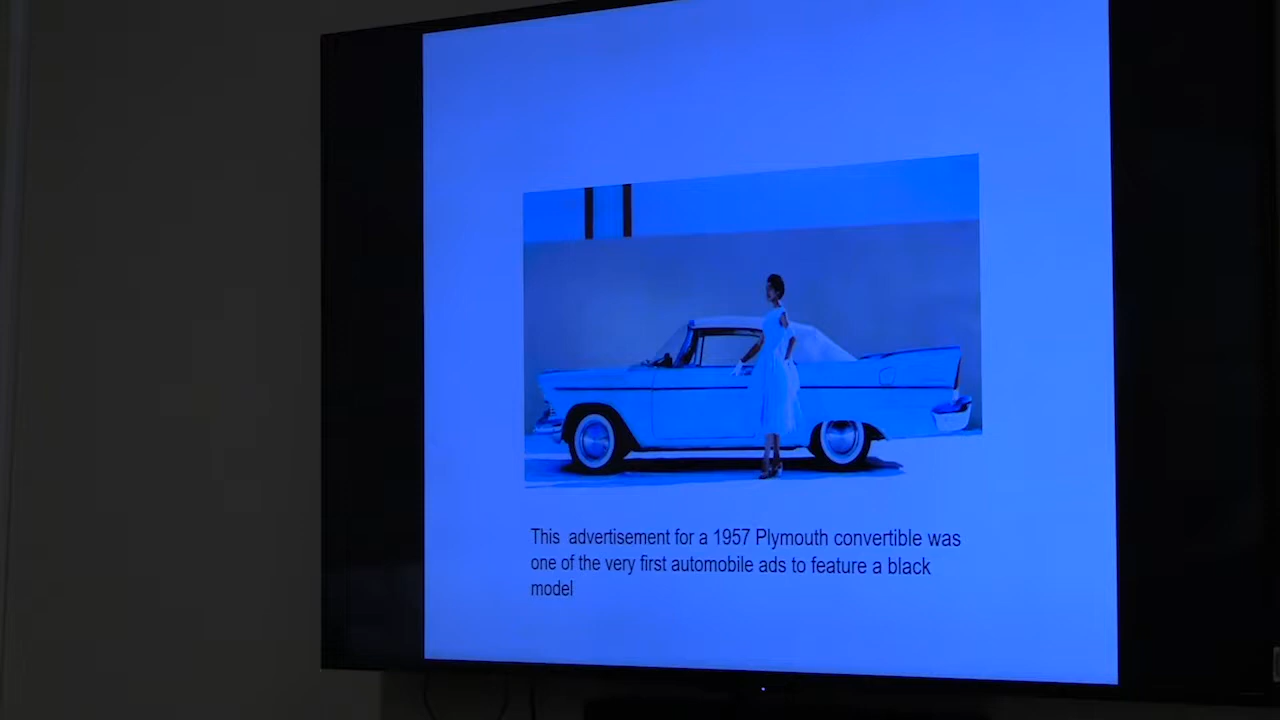 This advertisement for a 1957 Plymouth convertible was
one of the very first automobile ads to feature a black
model